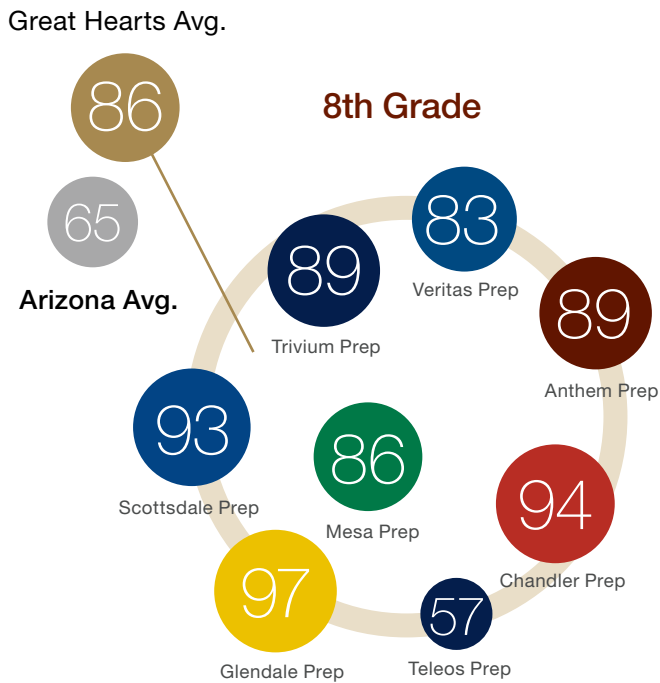 Great Hearts Avg.
86
8th Grade
65
Arizona Avg.
83
Veritas Prep
89
Trivium Prep
89
Anthem Prep
93
Scottsdale Prep
86
Mesa Prep
94
Chandler Prep
97
Glendale Prep
57
Teleos Prep